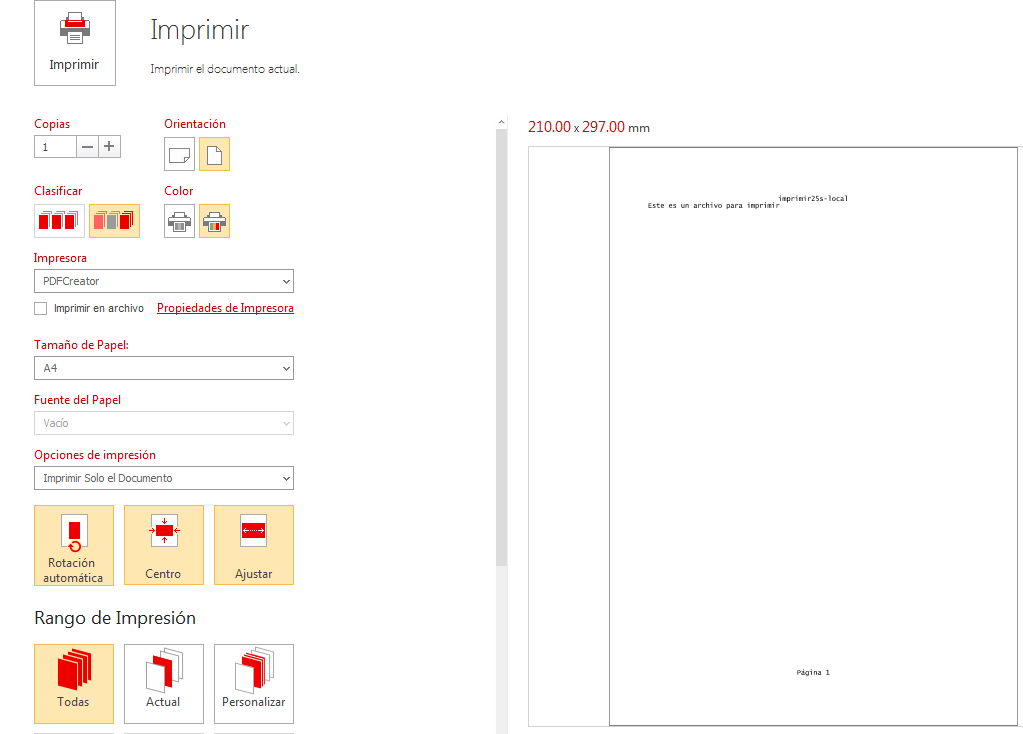 Imprimir
Imprimir
Imprimir el documento actual.
Copias
Orientación
1
Clasificar
Color
Impresora
PDFCreator
Imprimir en archivo
Propiedades de Impresora
Tamaño de Papel:
A4
Fuente del Papel
Vacío
Opciones de impresión
Imprimir Solo el Documento
Rotación
automática
Centro
Ajustar
Rango de Impresión
Todas
Actual
Personalizar
210.00 x 297.00 mm
imprimir25s-local
Este es un archivo para imprimir
Página 1